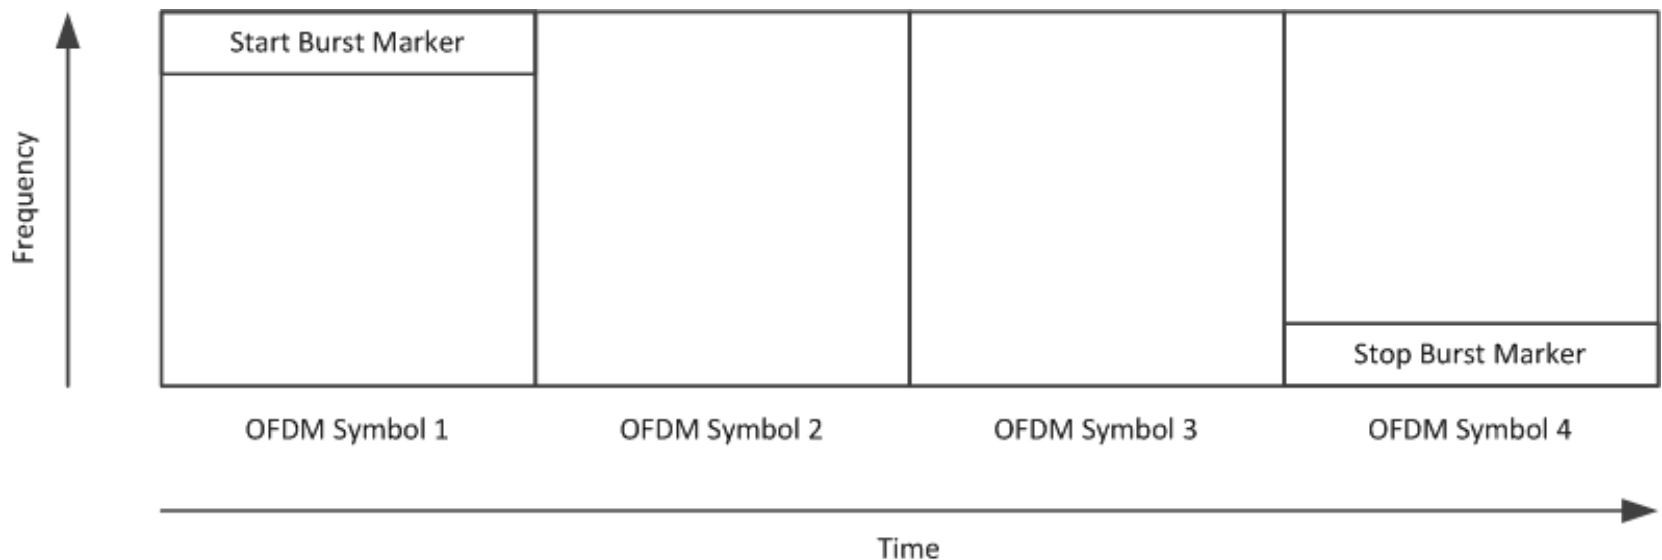 Start Burst Marker
Frequency
Stop Burst Marker
OFDM Symbol 1
OFDM Symbol 2
OFDM Symbol 3
OFDM Symbol 4
Time